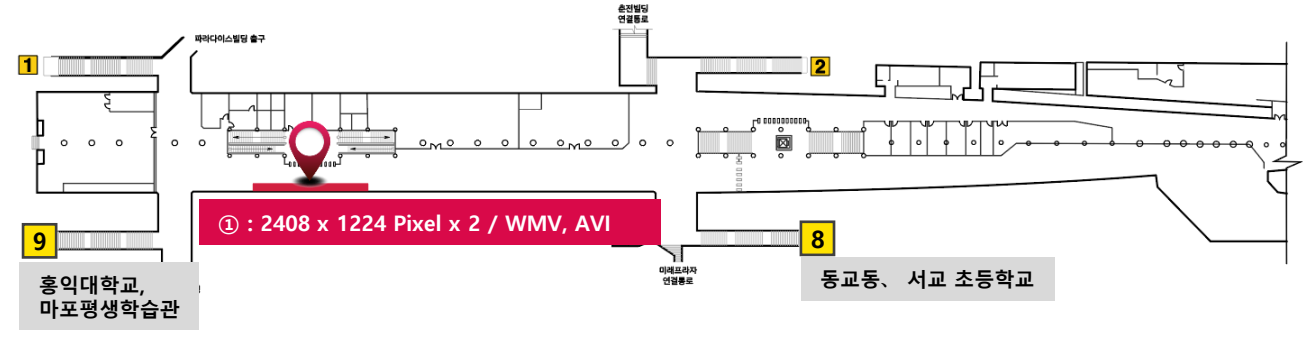 춘전빌딩
연결통로
파라다이스빌딩 출구
1
2
① : 2408 x 1224 Pixel x 2 / WMV, AVI
9
8
미래프라자
연결통로
홍익대학교,
마포평생학습관
동교동、 서교 초등학교